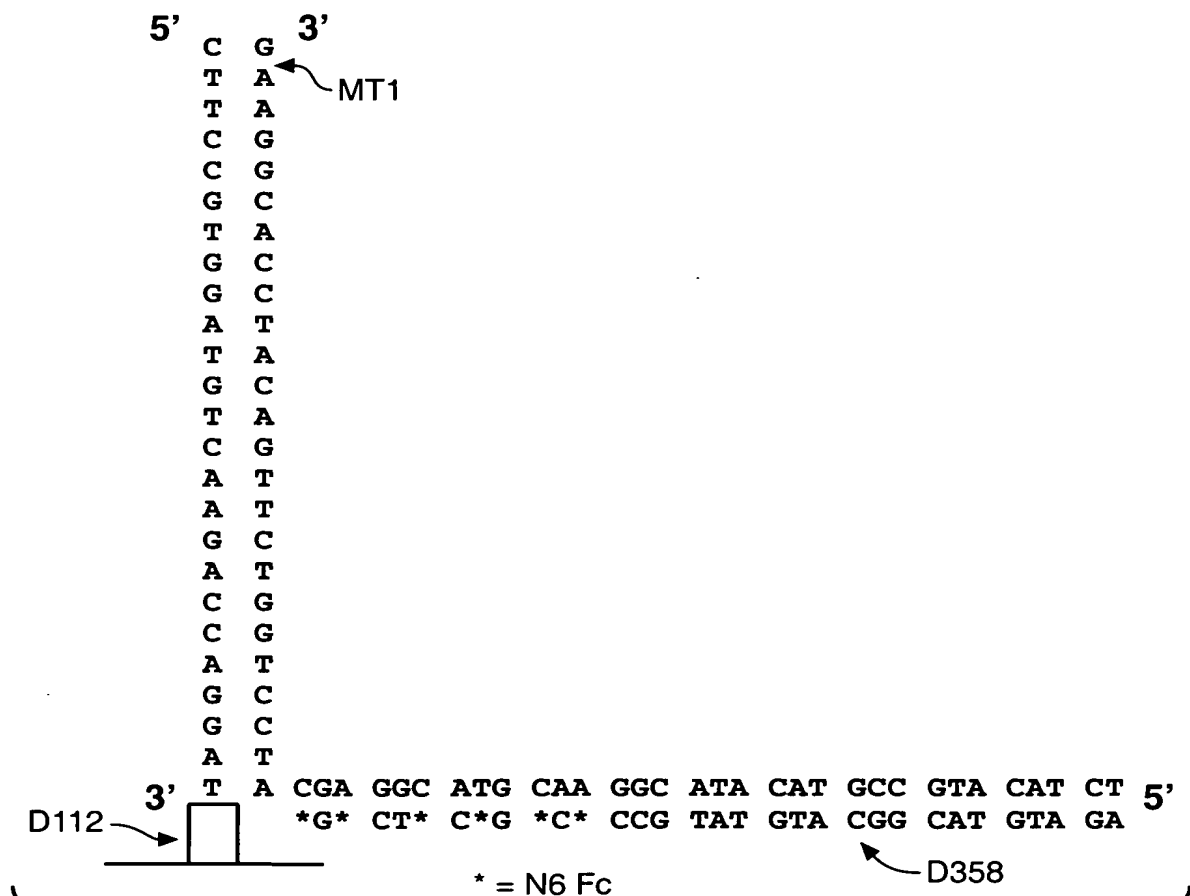 5’ 3’
C G
T A
MT1
T A
C G
C G
G C
T A
G C
G C
A T
T A
G C
T A
C G
A T
A T
G C
A T
C G
C G
A T
G C
G C
A T
3’ T A CGA GGC ATG CAA GGC ATA CAT GCC GTA CAT CT 5’
*G* CT* C*G *C* CCG TAT GTA CGG CAT GTA GA
D112
D358
* = N6 Fc